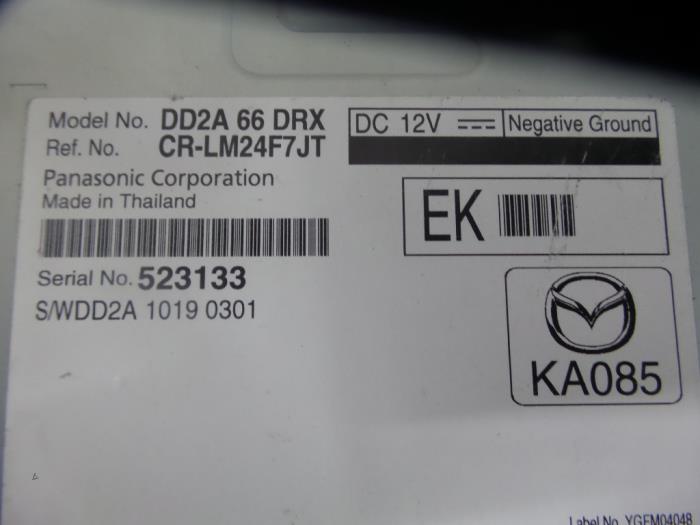 Model No. DD2A 66 DRX
Ref. No. CR-LM24F7JT
DC 12V Negative Ground
Panasonic Corporation
Made in Thailand
EK
Serial No. 523133
S/WDD2A 1019 0301
KA085
Label No. YGFM04048